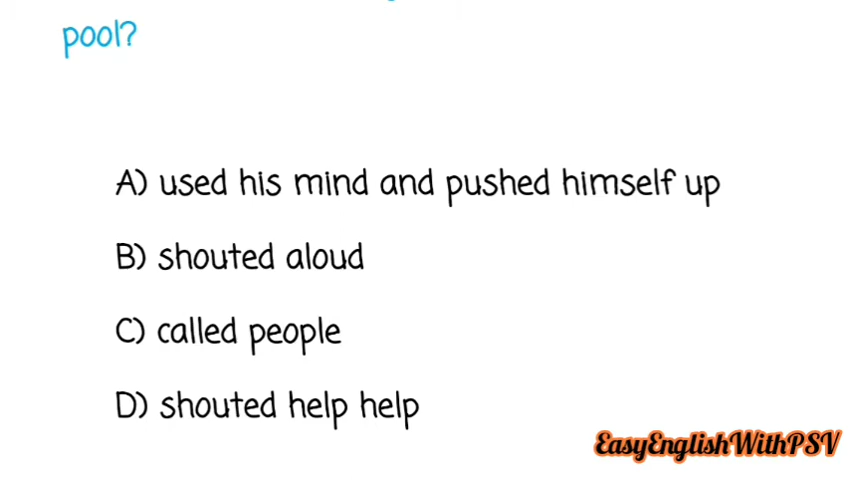 pool?
A) used his mind and pushed himself up
B) shouted aloud
C) called people
D) shouted help help
EasyEnglishWithPSV